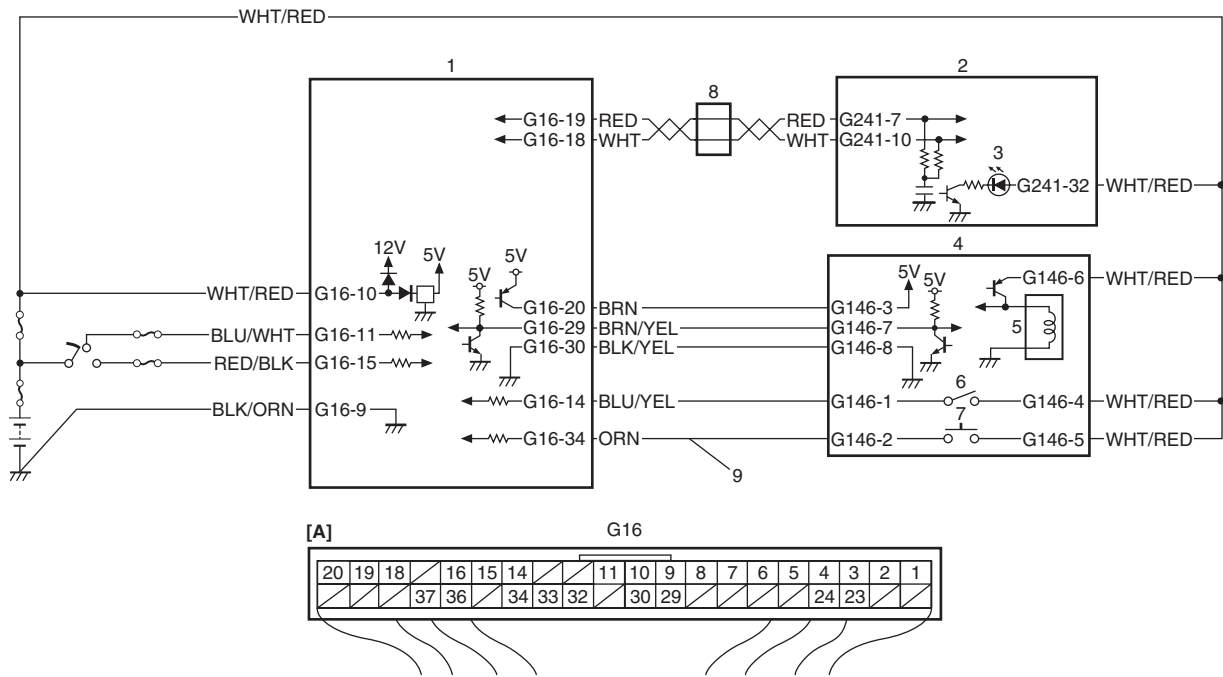 WHT/RED
1
2
8
G16-19 RED RED G241-7
G16-18 WHT WHT G241-10
3
G241-32 WHT/RED
12V 5V 5V 5V
4
5V 5V
WHT/RED G16-10
G16-20 BRN G146-3
G146-6 WHT/RED
BLU/WHT G16-11
G16-29 BRN/YEL G146-7
5
RED/BLK G16-15
G16-30 BLK/YEL G146-8
6
BLK/ORN G16-9
G16-14 BLU/YEL G146-1 G146-4 WHT/RED
7
G16-34 ORN G146-2 G146-5 WHT/RED
9
[A] G16
20 19 18 16 15 14 11 10 9 8 7 6 5 4 3 2 1
37 36 34 33 32 30 29 24 23